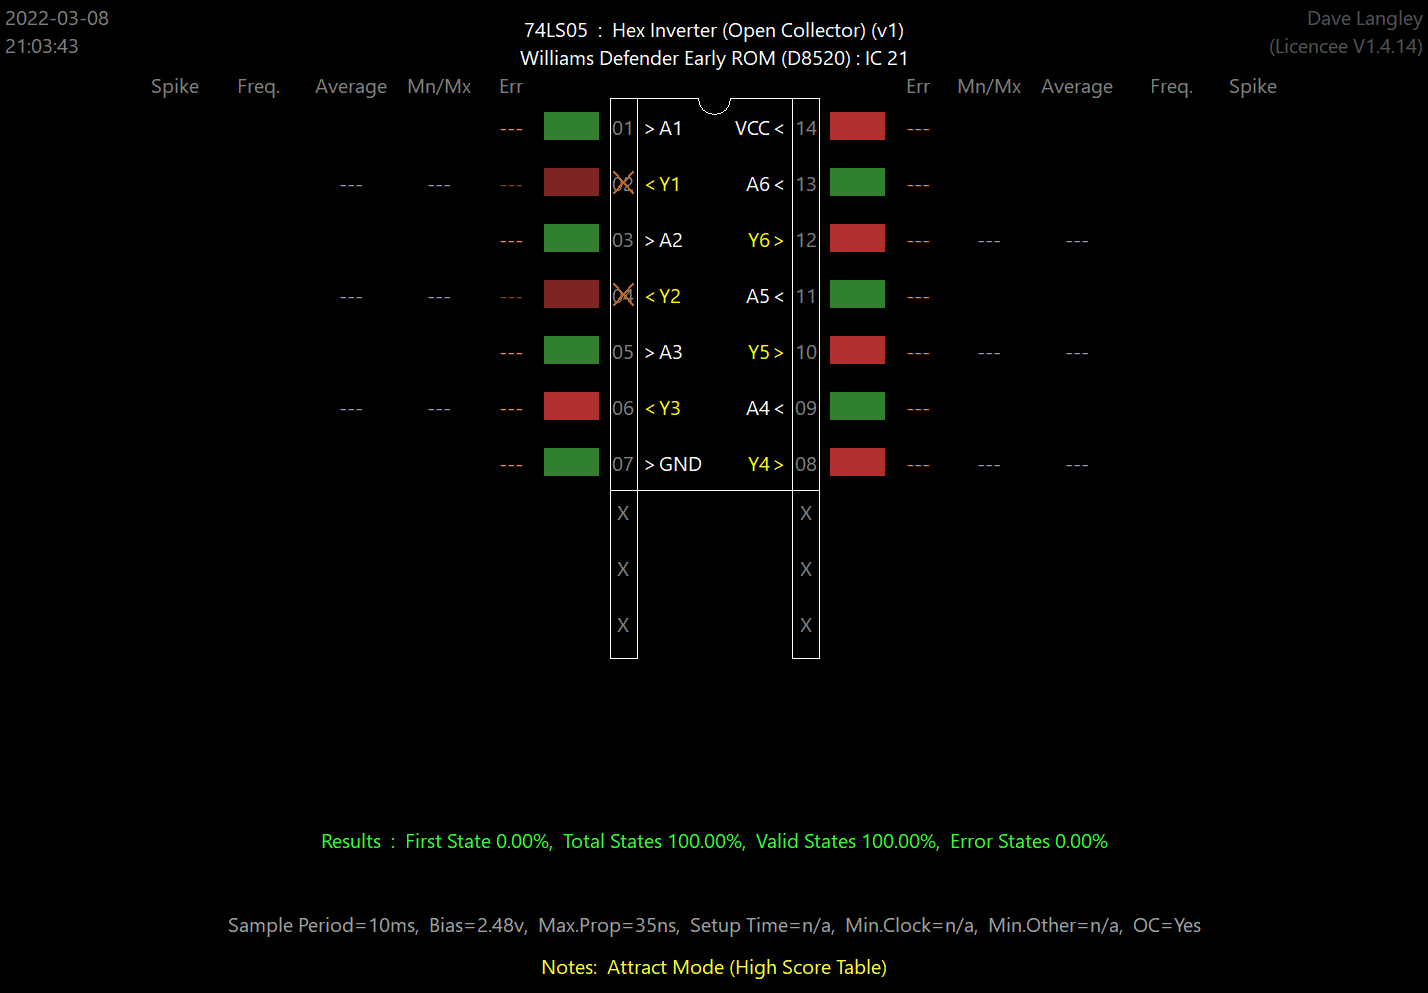 2022-03-08
21:03:43
74LS05 : Hex Inverter (Open Collector) (v1)
Williams Defender Early ROM (D8520) : IC 21
Dave Langley
(Licencee V1.4.14)
Spike Freq. Average Mn/Mx Err Err Mn/Mx Average Freq. Spike
--- 01 > A1 VCC < 14 ---
--- --- --- 02 < Y1 A6 < 13 ---
--- 03 > A2 Y6 > 12 --- --- ---
--- --- --- 04 < Y2 A5 < 11 ---
--- 05 > A3 Y5 > 10 --- --- ---
--- --- --- 06 < Y3 A4 < 09 ---
--- 07 > GND Y4 > 08 --- --- ---
X X
X X
X X
Results : First State 0.00%, Total States 100.00%, Valid States 100.00%, Error States 0.00%
Sample Period=10ms, Bias=2.48v, Max.Prop=35ns, Setup Time=n/a, Min.Clock=n/a, Min.Other=n/a, OC=Yes
Notes: Attract Mode (High Score Table)